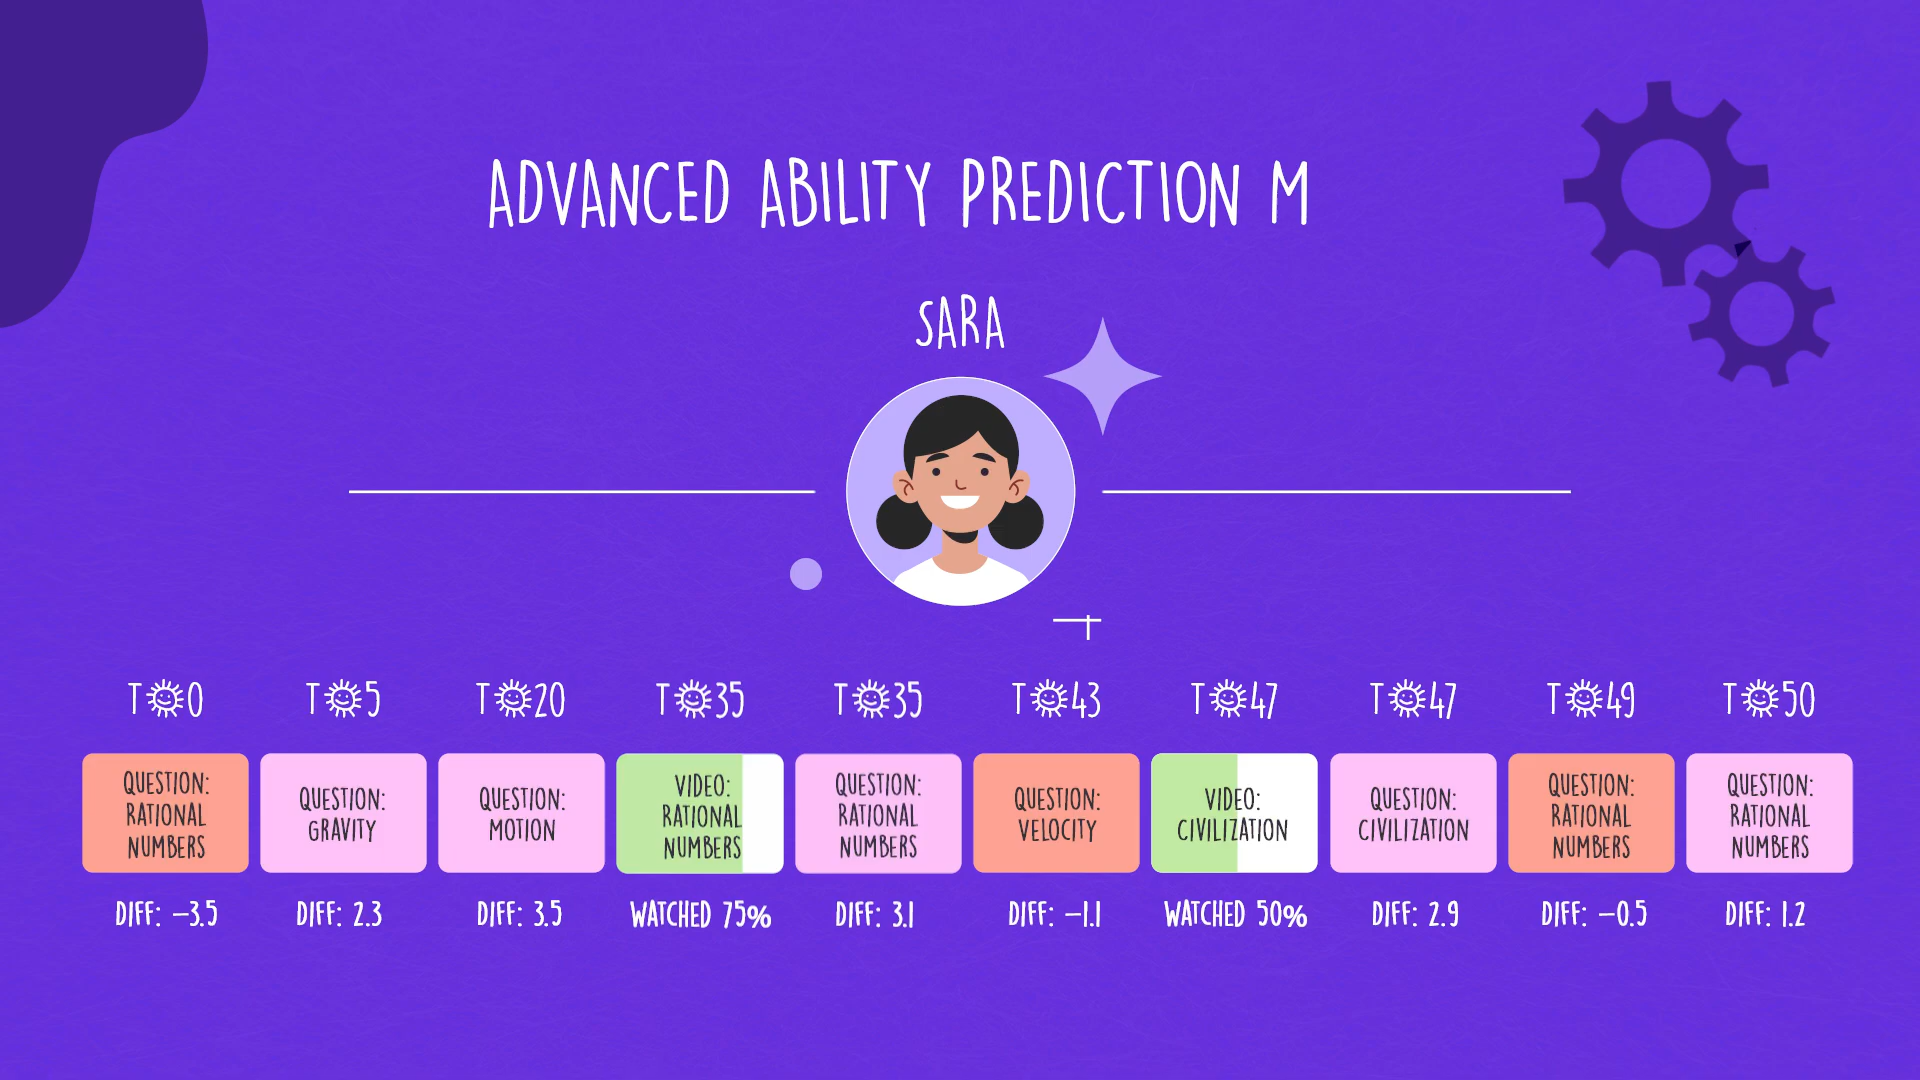 ADVANCED ABILITY PREDICTION M
SARA
T 0
T 5
T 20
T 35
T 35
T 43
T 47
T 47
T 49
T 50
QUESTION:
RATIONAL
NUMBERS
QUESTION:
GRAVITY
QUESTION:
MOTION
VIDEO:
RATIONAL
NUMBERS
QUESTION:
RATIONAL
NUMBERS
QUESTION:
VELOCITY
VIDEO:
CIVILIZATION
QUESTION:
CIVILIZATION
QUESTION:
RATIONAL
NUMBERS
QUESTION:
RATIONAL
NUMBERS
DIFF: -3.5
DIFF: 2.3
DIFF: 3.5
WATCHED 75%
DIFF: 3.1
DIFF: -1.1
WATCHED 50%
DIFF: 2.9
DIFF: -0.5
DIFF: 1.2